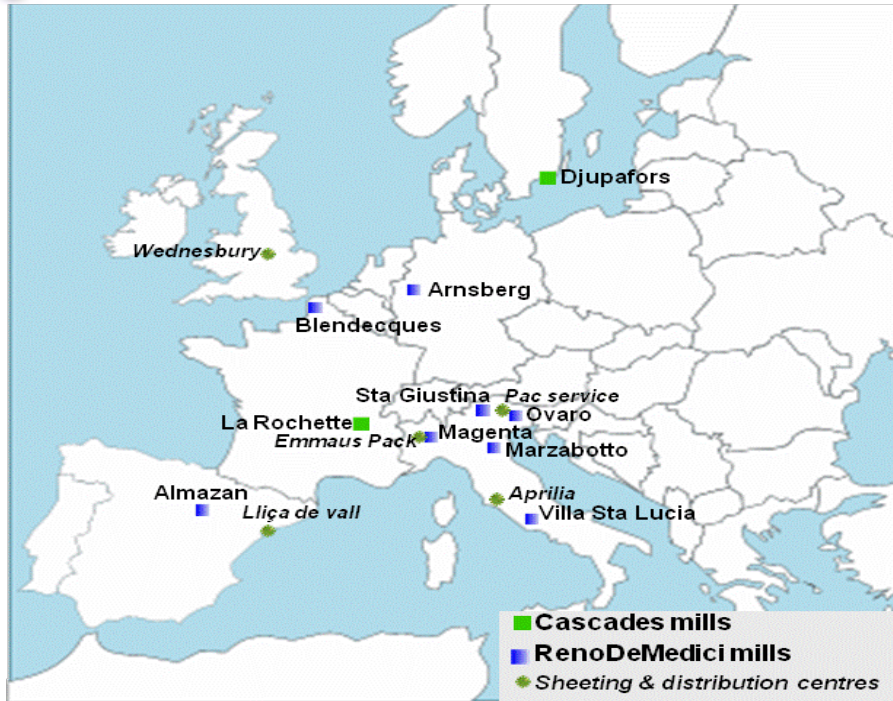 Djupafors
Wednesbury
Arnsberg
Blendecques
Sta Giustina
Pac service
Ovaro
La Rochette
Emmaus Pack
Magenta
Marzabotto
Almazan
Lliça de vall
Aprilia
Villa Sta Lucia
Cascades mills
RenoDeMedici mills
Sheeting & distribution centres